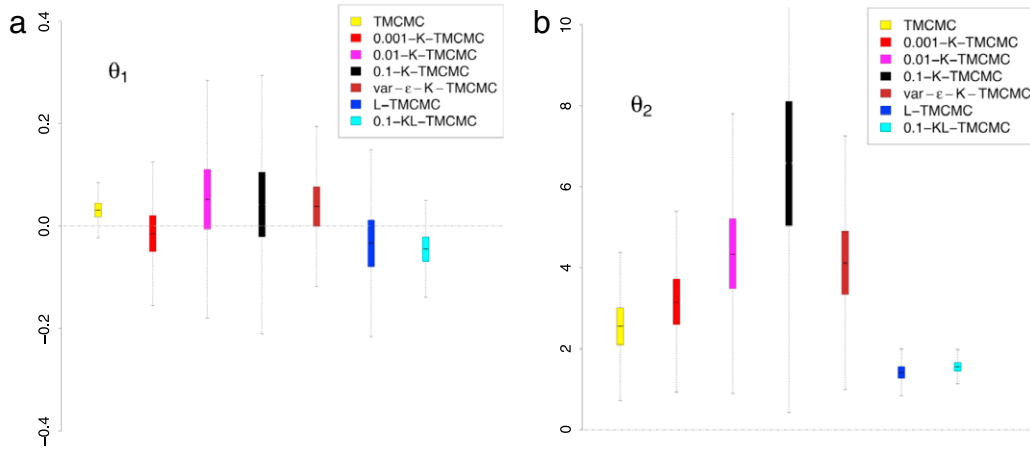 a
θ1
TMCMC
0.001-K-TMCMC
0.01-K-TMCMC
0.1-K-TMCMC
var-ε-K-TMCMC
L-TMCMC
0.1-KL-TMCMC
0.4
0.2
0.0
−0.2
−0.4
b
θ2
TMCMC
0.001-K-TMCMC
0.01-K-TMCMC
0.1-K-TMCMC
var-ε-K-TMCMC
L-TMCMC
0.1-KL-TMCMC
10
8
6
4
2
0